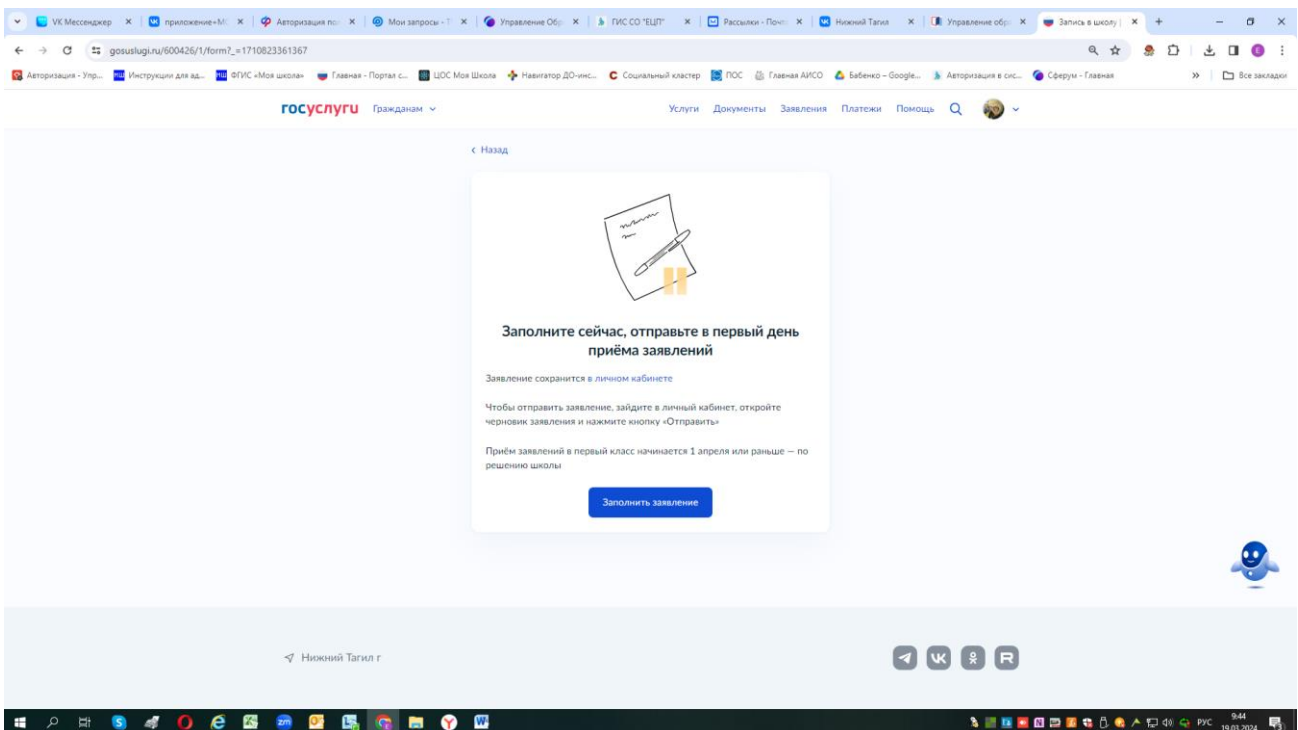 VK Мессенджер
приложение=М
Авторизация по
Мои запросы - Т
Управление Обр
ГИС СО "ЕЦП"
Рассылки - Почт
Нижний Тагил
Управление обр
Запись в школу |
gosuslugi.ru/600426/1/form?_=1710823361367
Авторизация - Упр...
Инструкции для ад...
ФГИС «Моя школа»
Главная - Портал с...
ЦОС Моя Школа
Навигатор ДО-инс...
Социальный кластер
ПОС
Главная АИСО
Бабенко – Google...
Авторизация в сис...
Сферум - Главная
Все закладки
госуслуги
Гражданам
Услуги
Документы
Заявления
Платежи
Помощь
Назад
Заполните сейчас, отправьте в первый день
приёма заявлений
Заявление сохранится в личном кабинете
Чтобы отправить заявление, зайдите в личный кабинет, откройте
черновик заявления и нажмите кнопку «Отправить»
Приём заявлений в первый класс начинается 1 апреля или раньше — по
решению школы
Заполнить заявление
Нижний Тагил г
РУС
9:44
19.03.2024